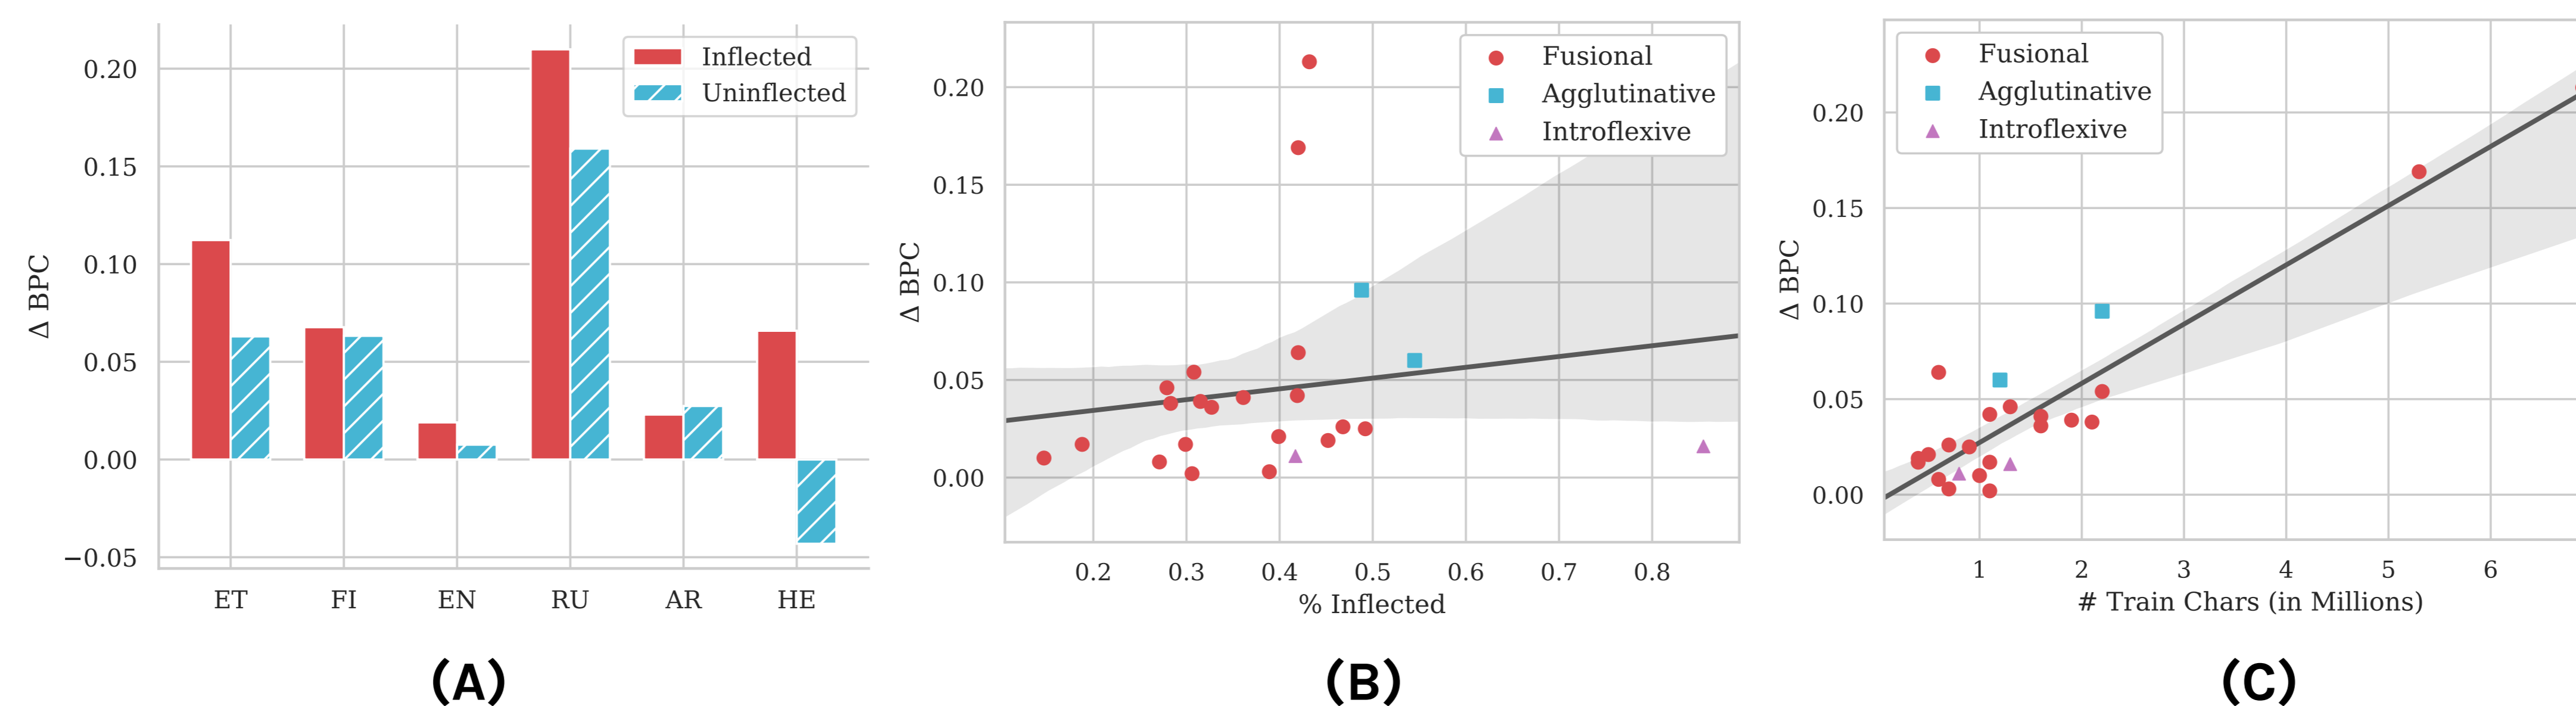 Δ BPC
0.20
0.15
0.10
0.05
0.00
−0.05
Inflected
Uninflected
ET FI EN RU AR HE
(A)
Δ BPC
0.20
0.15
0.10
0.05
0.00
Fusional
Agglutinative
Introflexive
0.2 0.3 0.4 0.5 0.6 0.7 0.8
% Inflected
(B)
Δ BPC
0.20
0.15
0.10
0.05
0.00
Fusional
Agglutinative
Introflexive
1 2 3 4 5 6
# Train Chars (in Millions)
(C)